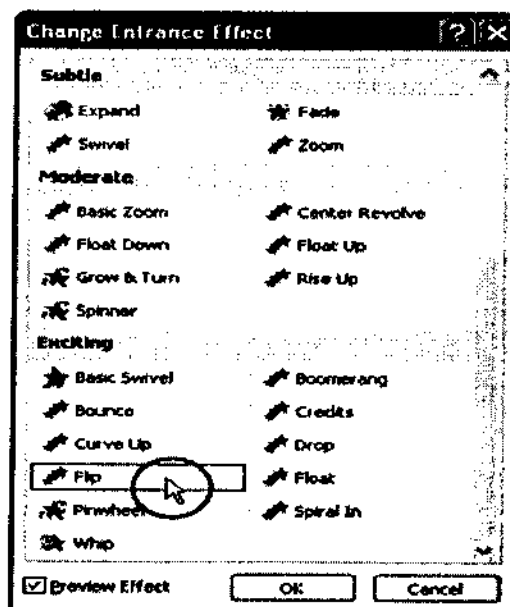 Change Entrance Effect ? X
Subtle
Expand Fade
Swivel Zoom
Moderate
Basic Zoom Center Revolve
Float Down Float Up
Grow & Turn Rise Up
Spinner
Exciting
Basic Swivel Boomerang
Bounce Credits
Curve Up Drop
Flip Float
Pinwheel Spiral In
Whip
Preview Effect OK Cancel